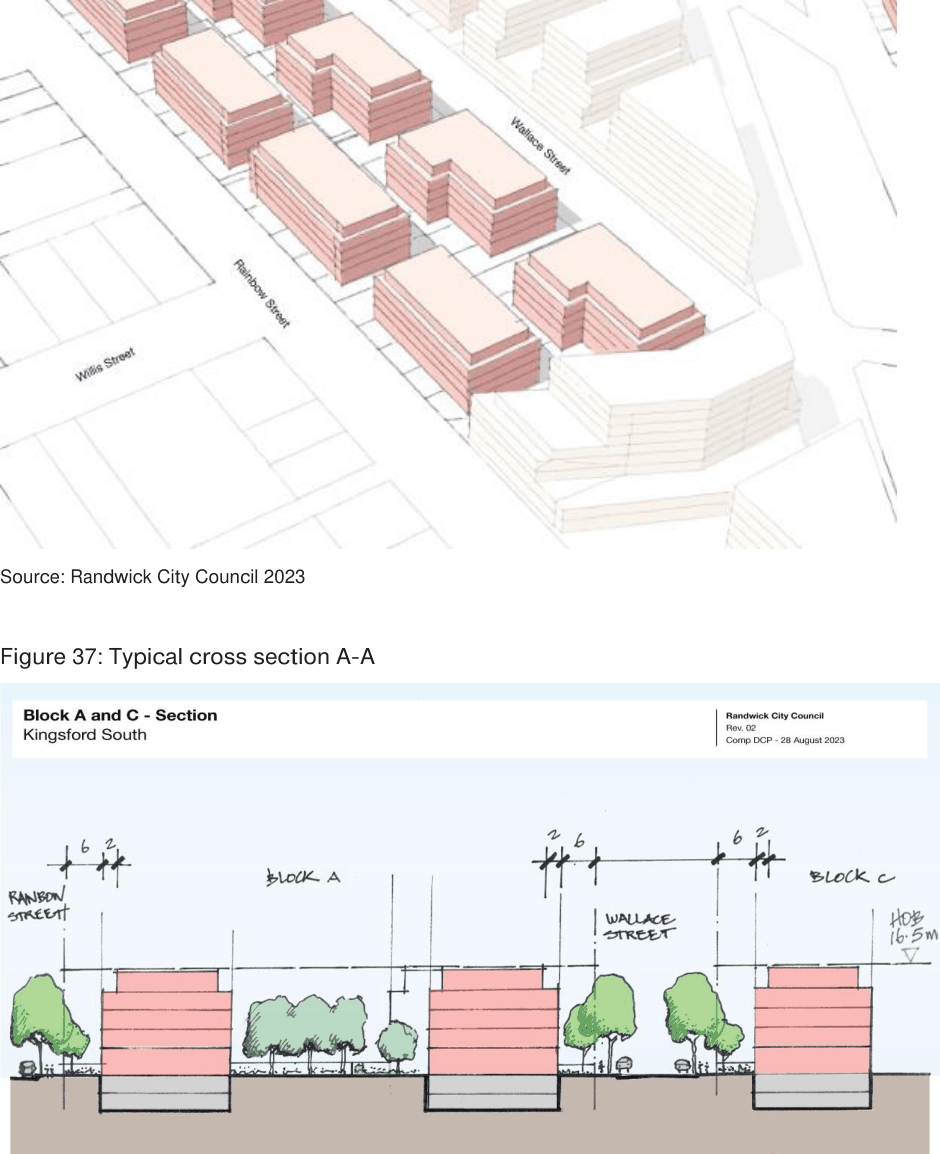 Wallace Street
Rainbow Street
Willis Street
Source: Randwick City Council 2023
Figure 37: Typical cross section A-A
Block A and C - Section
Kingsford South
Randwick City Council
Rev. 02
Comp DCP - 28 August 2023
6 2
2 6
6 2
BLOCK A
BLOCK C
RANBOW
STREET
WALLACE
STREET
HOB
16.5m